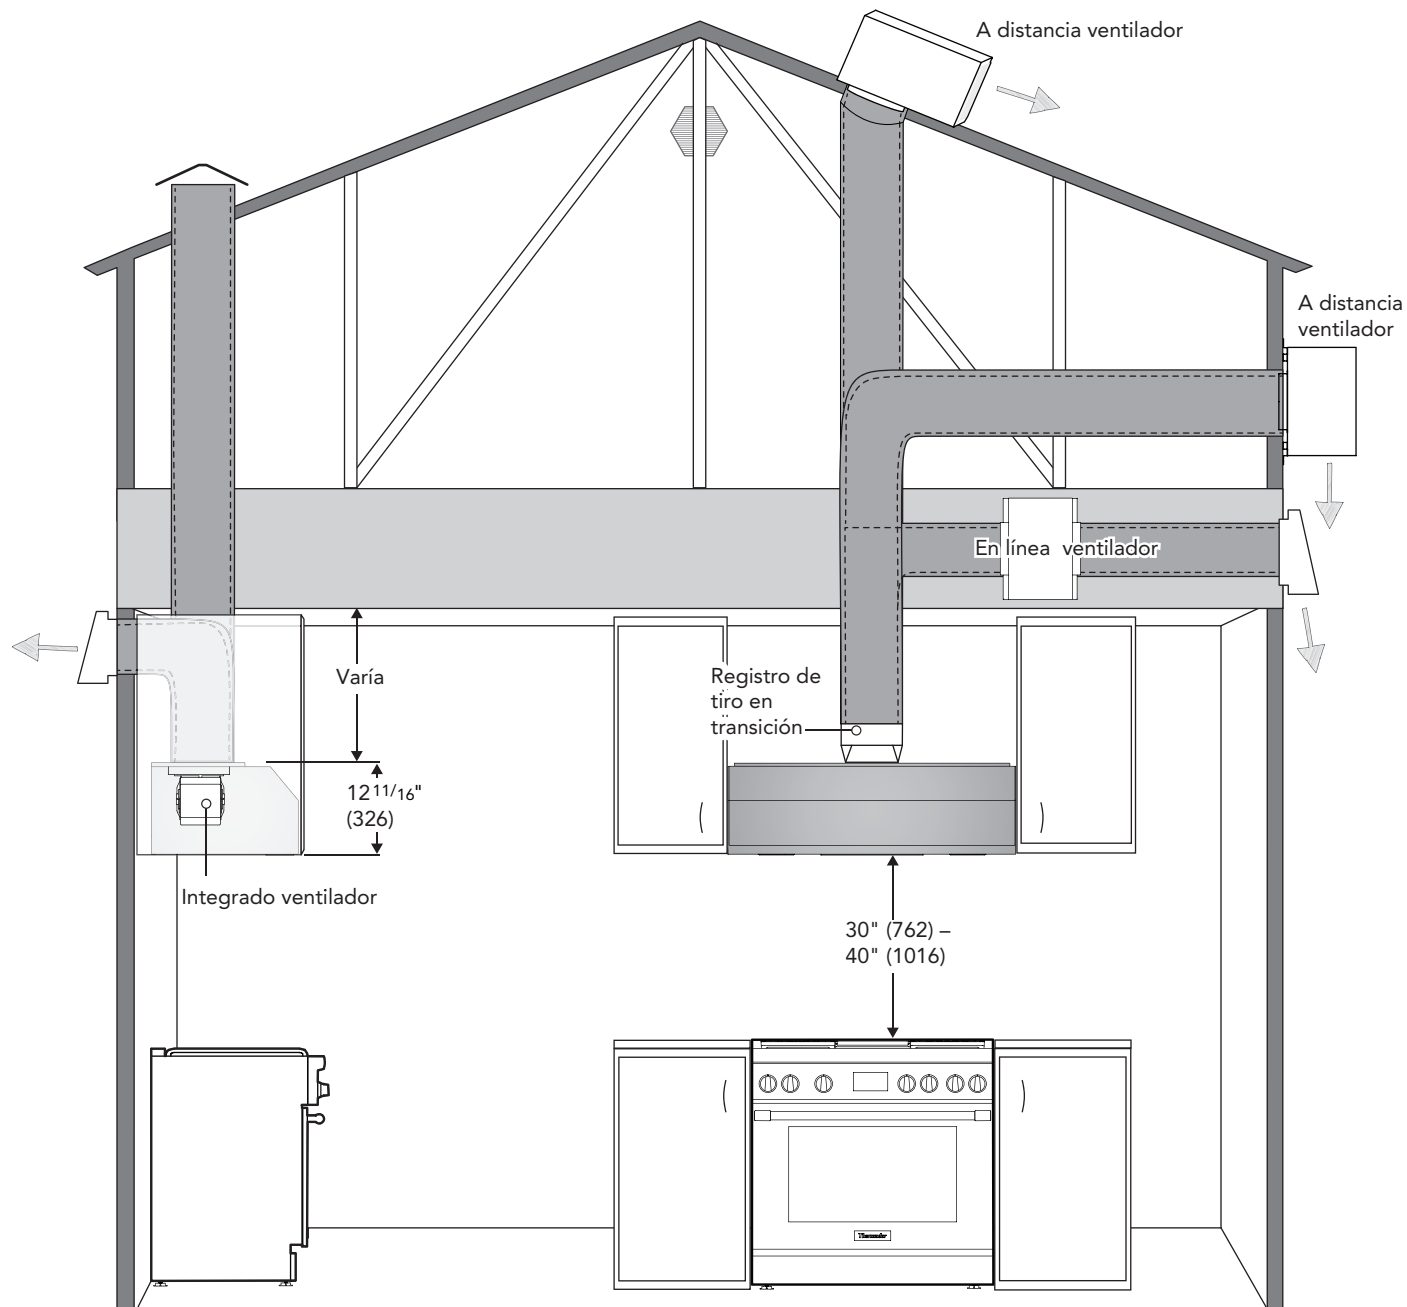 A distancia ventilador
A distancia
ventilador
En línea ventilador
Varía
Registro de
tiro en
transición
12 11/16"
(326)
Integrado ventilador
30" (762) –
40" (1016)
Thermador